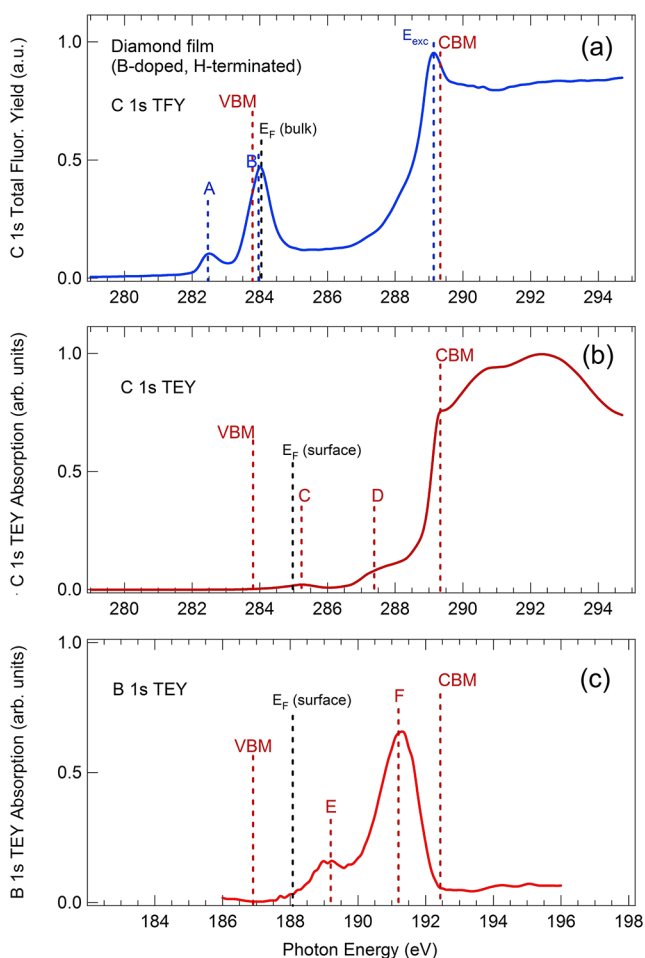 1.0
Diamond film
(B-doped, H-terminated)
E_exc
CBM
(a)
C 1s TFY
VBM
E_F (bulk)
0.5
B
A
0.0
C 1s Total Fluor. Yield (a.u.)
280 282 284 286 288 290 292 294
1.0
CBM
(b)
C 1s TEY
VBM
E_F (surface)
0.5
C
D
0.0
C 1s TEY Absorption (arb. units)
280 282 284 286 288 290 292 294
1.0
B 1s TEY
E_F (surface)
F
CBM
(c)
VBM
0.5
E
0.0
B 1s TEY Absorption (arb. units)
184 186 188 190 192 194 196 198
Photon Energy (eV)